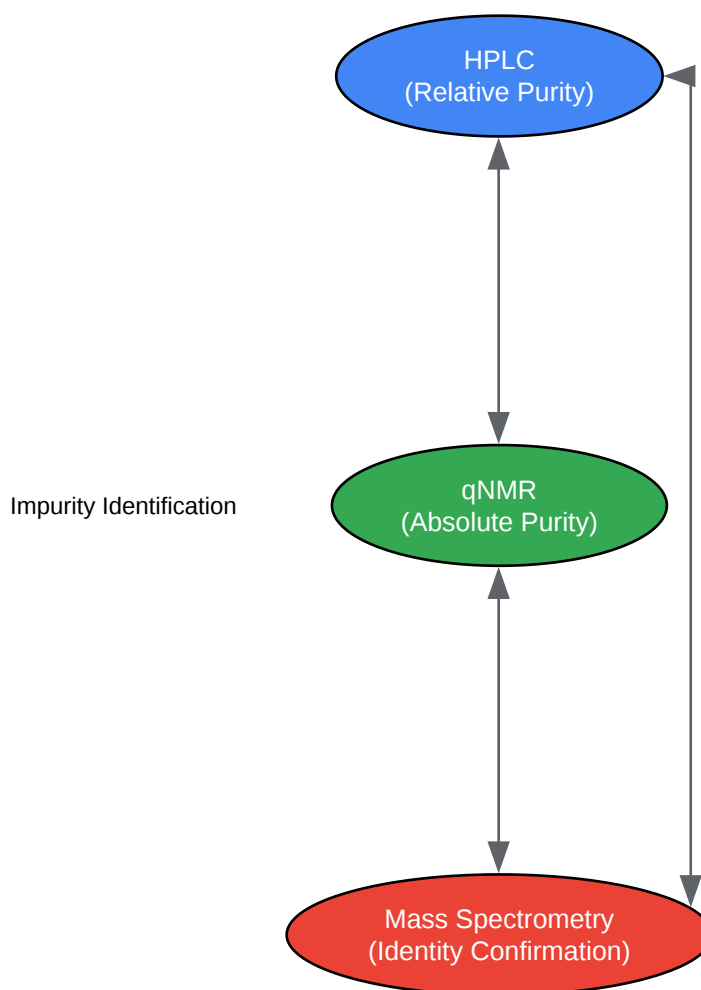 HPLC
(Relative Purity)
Impurity Identification
qNMR
(Absolute Purity)
Mass Spectrometry
(Identity Confirmation)